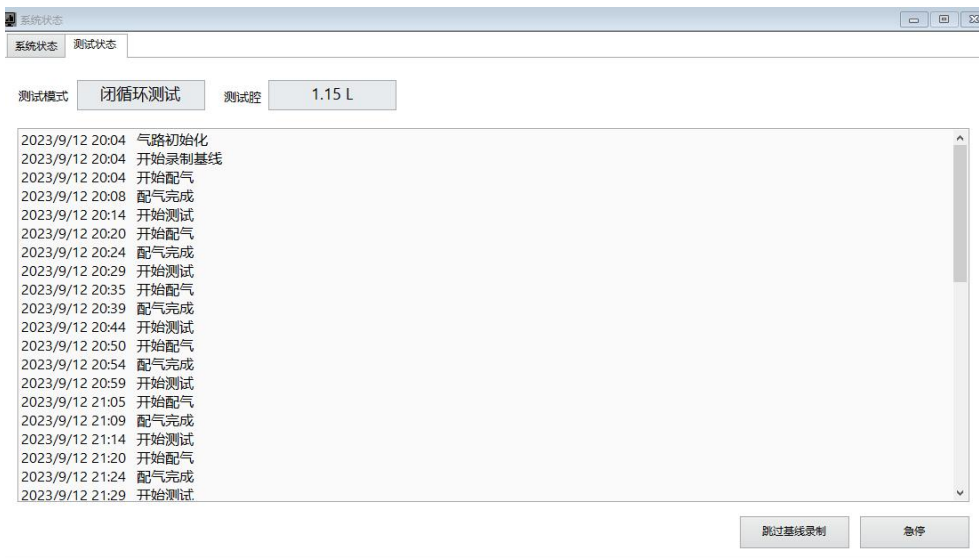 系统状态
系统状态 测试状态
测试模式 闭循环测试 测试腔 1.15 L
2023/9/12 20:04 气路初始化
2023/9/12 20:04 开始录制基线
2023/9/12 20:04 开始配气
2023/9/12 20:08 配气完成
2023/9/12 20:14 开始测试
2023/9/12 20:20 开始配气
2023/9/12 20:24 配气完成
2023/9/12 20:29 开始测试
2023/9/12 20:35 开始配气
2023/9/12 20:39 配气完成
2023/9/12 20:44 开始测试
2023/9/12 20:50 开始配气
2023/9/12 20:54 配气完成
2023/9/12 20:59 开始测试
2023/9/12 21:05 开始配气
2023/9/12 21:09 配气完成
2023/9/12 21:14 开始测试
2023/9/12 21:20 开始配气
2023/9/12 21:24 配气完成
2023/9/12 21:29 开始测试
跳过基线录制 急停